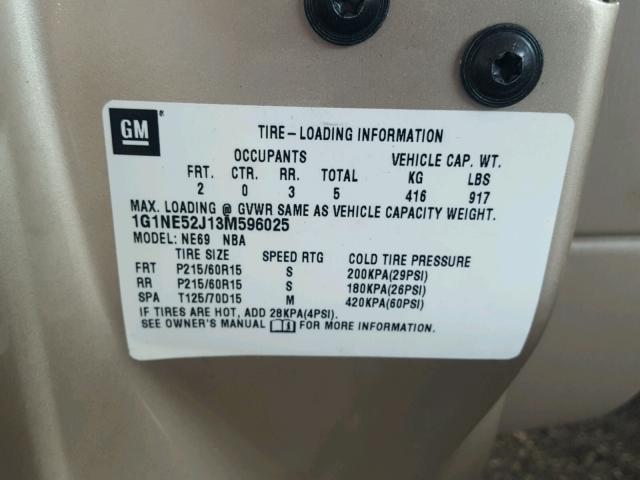 GM
TIRE-LOADING INFORMATION
OCCUPANTS VEHICLE CAP. WT.
FRT. CTR. RR. TOTAL KG LBS
2 0 3 5 416 917
MAX. LOADING @ GVWR SAME AS VEHICLE CAPACITY WEIGHT.
1G1NE52J13M596025
MODEL: NE69 NBA
TIRE SIZE SPEED RTG COLD TIRE PRESSURE
FRT P215/60R15 S 200KPA(29PSI)
RR P215/60R15 S 180KPA(26PSI)
SPA T125/70D15 M 420KPA(60PSI)
IF TIRES ARE HOT, ADD 28KPA(4PSI).
SEE OWNER'S MANUAL FOR MORE INFORMATION.